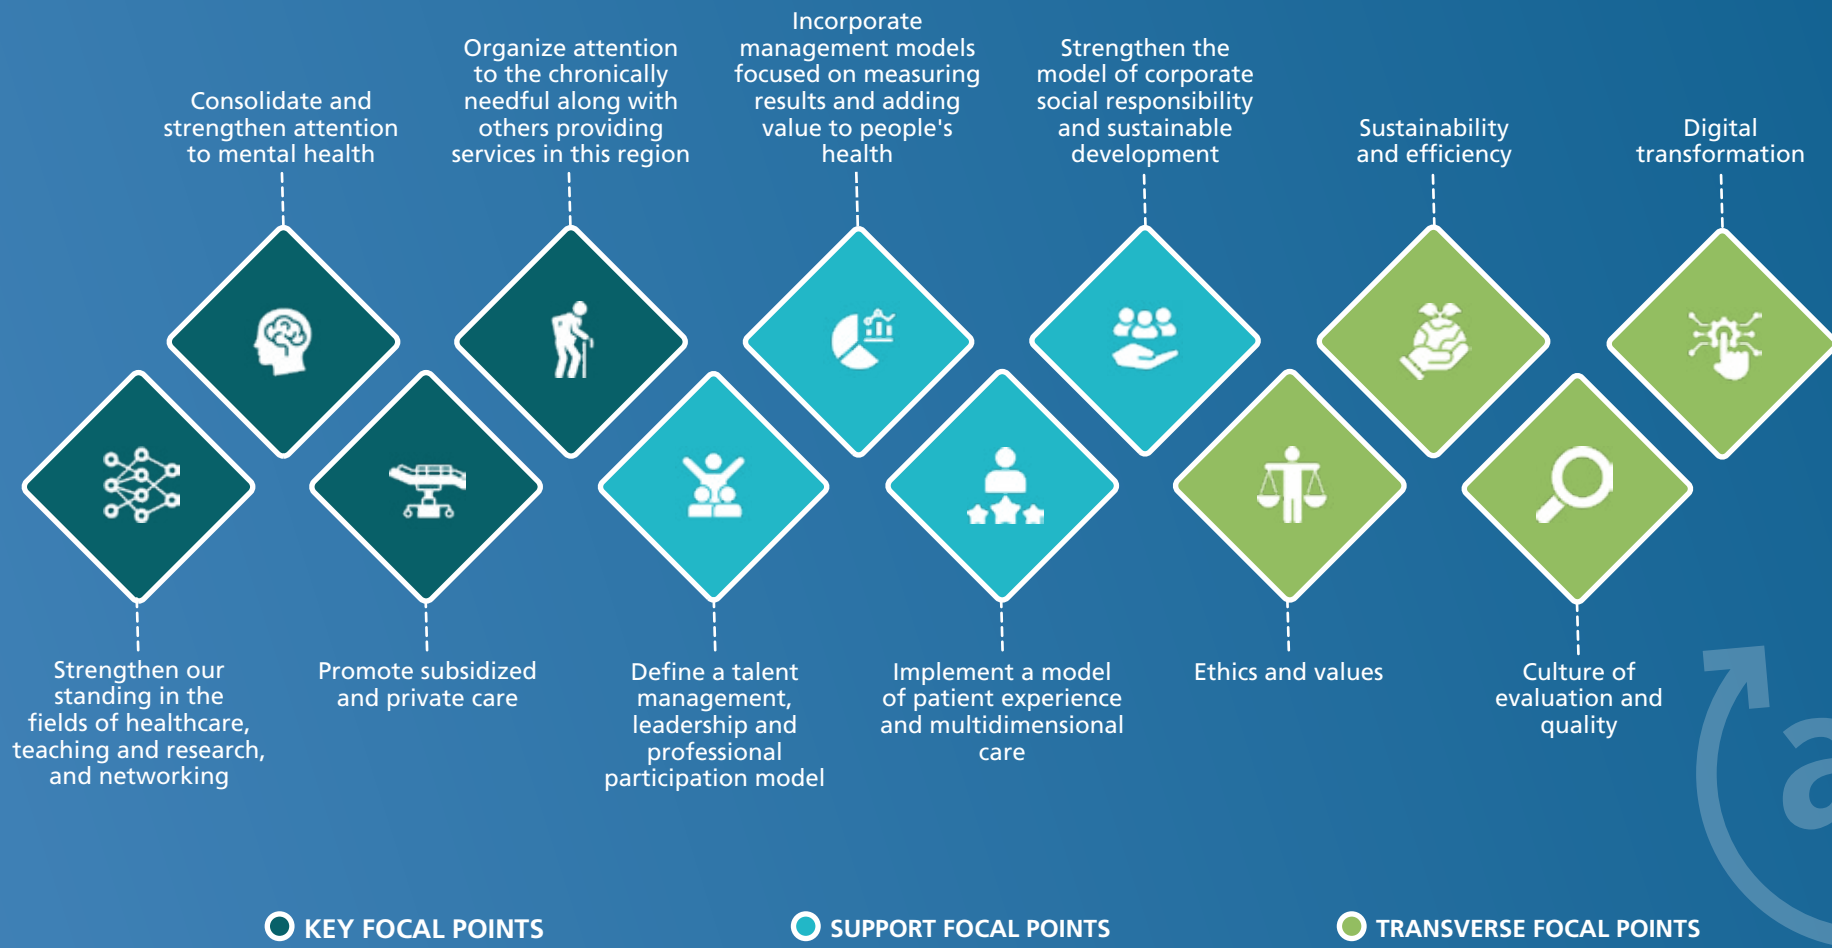 Consolidate and
strengthen attention
to mental health
Organize attention
to the chronically
needful along with
others providing
services in this region
Incorporate
management models
focused on measuring
results and adding
value to people's
health
Strengthen the
model of corporate
social responsibility
and sustainable
development
Sustainability
and efficiency
Digital
transformation
Strengthen our
standing in the
fields of healthcare,
teaching and research,
and networking
Promote subsidized
and private care
Define a talent
management,
leadership and
professional
participation model
Implement a model
of patient experience
and multidimensional
care
Ethics and values
Culture of
evaluation and
quality
a
KEY FOCAL POINTS
SUPPORT FOCAL POINTS
TRANSVERSE FOCAL POINTS